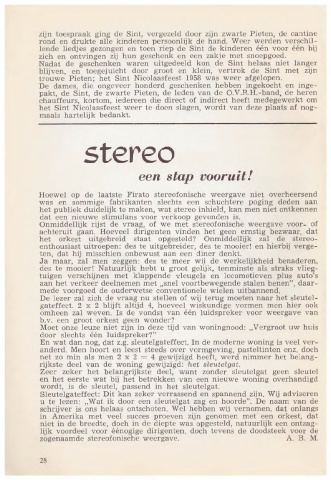 zijn toespraak ging de Sint, vergezeld door zijn zwarte Pieten, de cantine
rond en drukte alle kinderen persoonlijk de hand. Weer werden verschil-
lende liedjes gezongen en toen riep de Sint de kinderen één voor één bij
zich en ontvingen zij hun geschenk en een zakje met snoepgoed.
Nadat de geschenken waren uitgedeeld kon de Sint helaas niet langer
blijven, en toegejuicht door groot en klein, vertrok de Sint met zijn
trouwe Pieten; het Sint Nicolaasfeest 1958 was weer afgelopen.
De dames, die ongeveer honderd geschenken hebben ingekocht en inge-
pakt, de Sint, de zwarte Pieten, de leden van de O.V.R.H.-band, de heren
chauffeurs, kortom, iedereen die direct of indirect heeft medegewerkt om
het Sint Nicolaasfeest weer te doen slagen, wordt van deze plaats af nog-
maals hartelijk bedankt.
stereo
een stap vooruit!
Hoewel op de laatste Firato stereofonische weergave niet overheersend
was en sommige fabrikanten slechts een schuchtere poging deden aan
het publiek duidelijk te maken, wat stereo inhield, kan men niet ontkennen
dat een nieuwe stimulans voor verkoop gevonden is.
Onmiddellijk rijst de vraag, of we met stereofonische weergave voor- of
achteruit gaan. Hoeveel dirigenten vinden het geen ernstig bezwaar, dat
het orkest uitgebreid staat opgesteld? Onmiddellijk zal de stereo-
enthousiast uitroepen: des te uitgebreider, des te mooier! en hierbij verge-
ten, dat hij misschien onbewust aan een dîner denkt.
Ja maar, zal men zeggen: des te meer wij de werkelijkheid benaderen,
des te mooier! Natuurlijk hebt u groot gelijk, tenminste als straks vlieg-
tuigen verschijnen met klappende vleugels en locomotieven plus auto's
aan het verkeer deelnemen met „snel voortbewegende stalen benen", daar-
mede voorgoed de ouderwetse conventionele wielen uitbannend.
De lezer zal zich de vraag nu stellen of wij terug moeten naar het sleutel-
gateffect. 2 x 2 blijft altijd 4, hoeveel wiskundige vormen men hier ook
omheen zal weven. Is de vondst van één luidspreker voor weergave van
b.v. een groot orkest geen wonder?
Moet onze leuze niet zijn in deze tijd van woningnood: „Vergroot uw huis
door slechts één luidspreker?"
En wat dan nog, dat z.g. sleutelgateffect. In de moderne woning is veel ver-
anderd. Men hoort en leest steeds over vormgeving, pasteltinten enz. doch
net zo min als men 2 × 2 = 4 gewijzigd heeft, werd nimmer het belang-
rijkste deel van de woning gewijzigd: het sleutelgat.
Zeer zeker het belangrijkste deel, want zonder sleutelgat geen sleutel
en het eerste wat bij het betrekken van een nieuwe woning overhandigd
wordt, is de sleutel, passend in het sleutelgat.
Sleutelgateffect: Dit kan zeker verrassend en spannend zijn. Wij adviseren
u te lezen: „Wat ik door een sleutelgat zag en hoorde". De naam van de
schrijver is ons helaas ontschoten. Wel hebben wij vernomen, dat onlangs
in Amerika met veel succes proeven zijn genomen met een orkest, dat
niet in de breedte, doch in de diepte was opgesteld, natuurlijk een ontzag-
lijk voordeel voor éénogige dirigenten, doch tevens de doodsteek voor de
zogenaamde stereofonische weergave.
A. B. M.
28